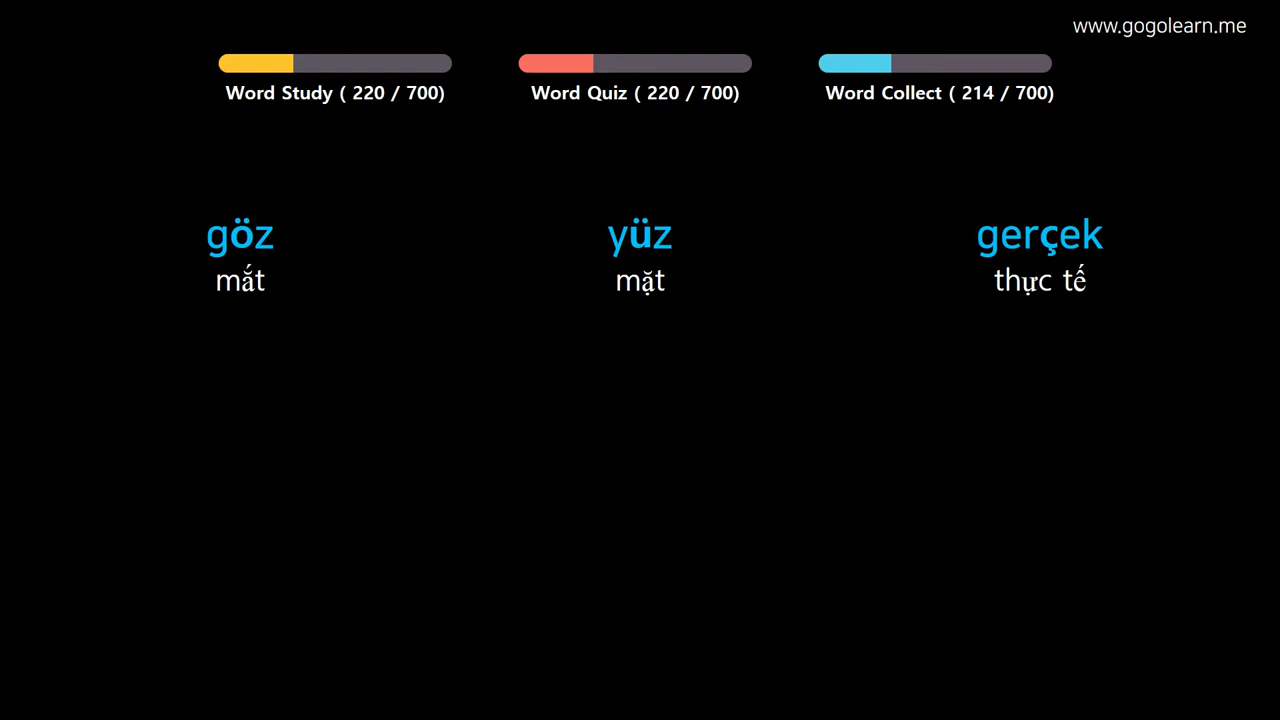 www.gogolearn.me
Word Study ( 220 / 700)
Word Quiz ( 220 / 700)
Word Collect ( 214 / 700)
göz
mắt
yüz
mặt
gerçek
thực tế